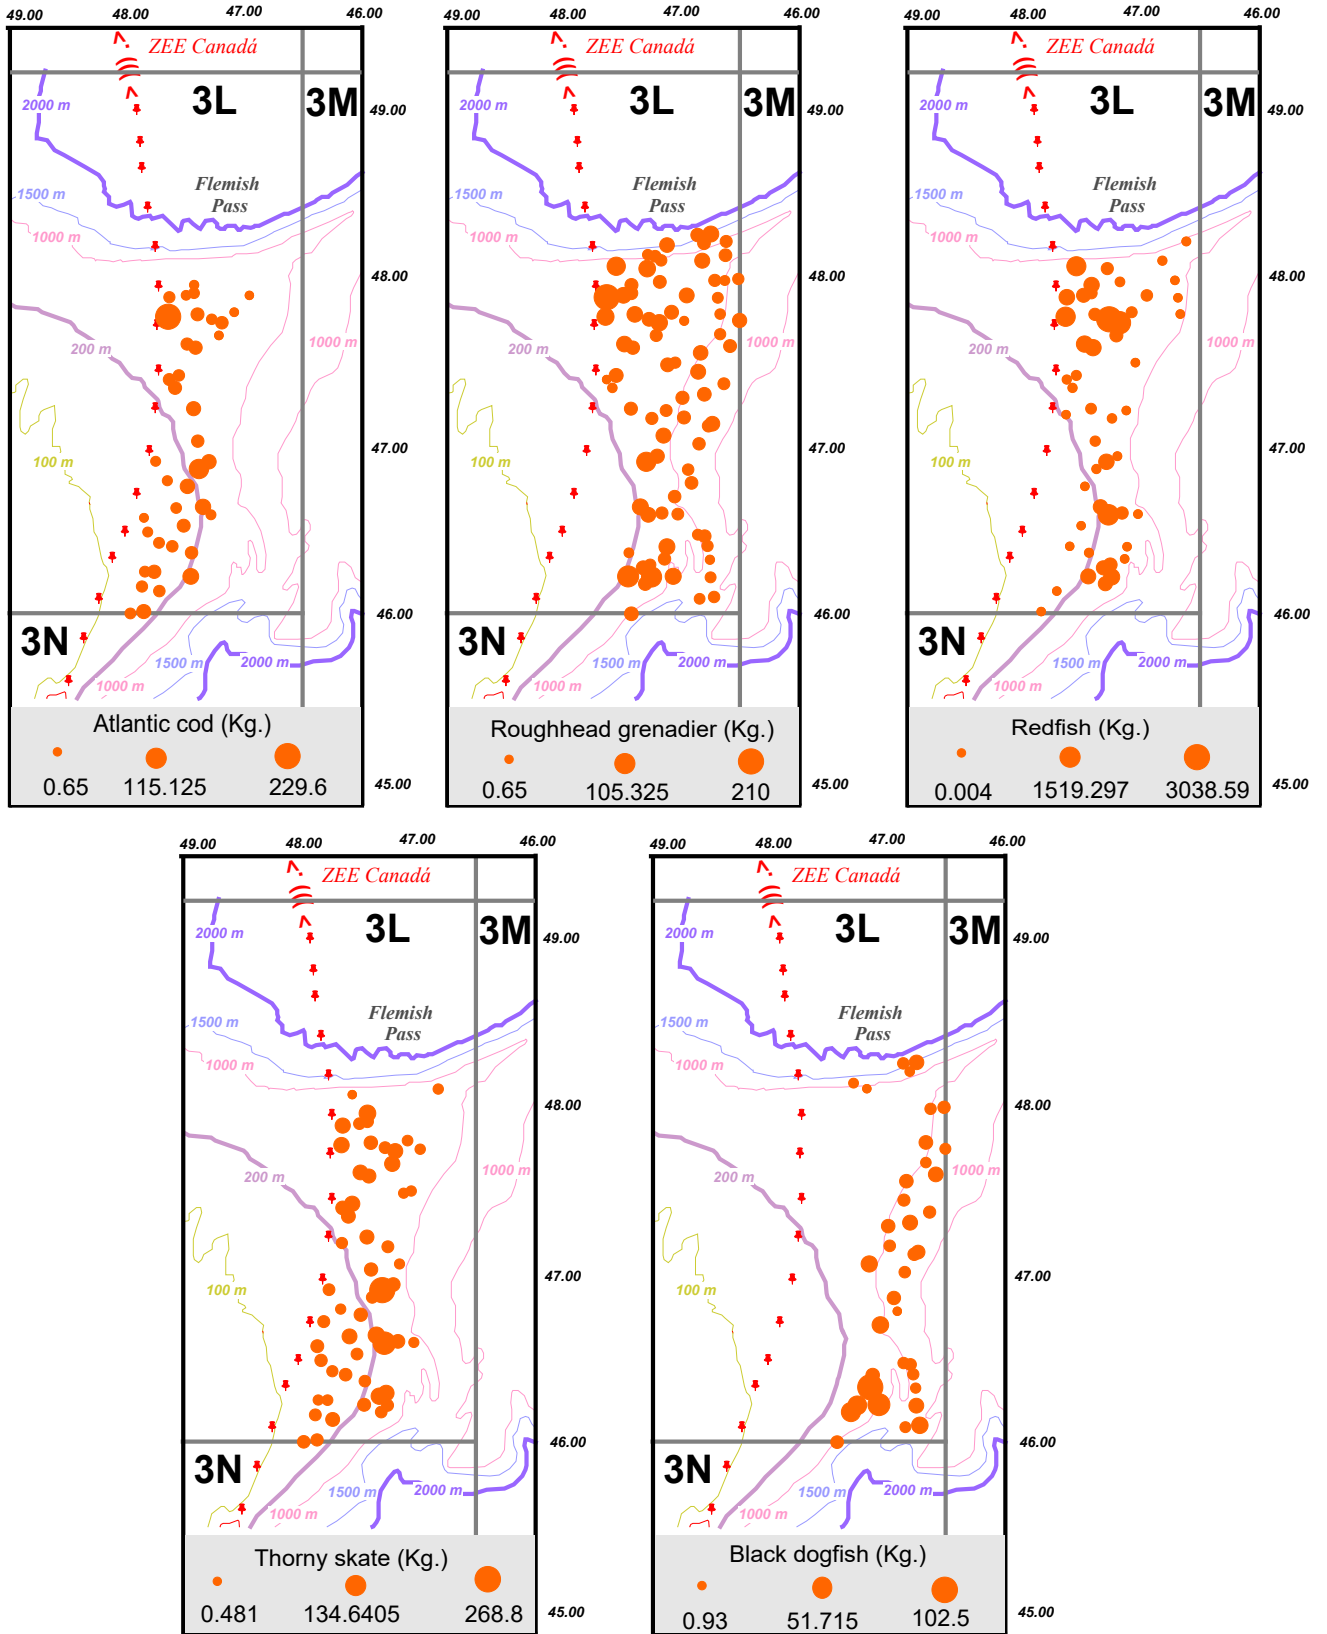 49.00 48.00 47.00 46.00
ZEE Canadá
3L 3M
2000 m
49.00
Flemish
Pass
1500 m
1000 m
48.00
200 m
1000 m
47.00
100 m
46.00
3N
1500 m 2000 m
1000 m
Atlantic cod (Kg.)
0.65 115.125 229.6
45.00
49.00 48.00 47.00 46.00
ZEE Canadá
3L 3M
2000 m
49.00
Flemish
Pass
1500 m
1000 m
48.00
200 m
1000 m
47.00
100 m
46.00
3N
1500 m 2000 m
1000 m
Roughhead grenadier (Kg.)
0.65 105.325 210
45.00
49.00 48.00 47.00 46.00
ZEE Canadá
3L 3M
2000 m
49.00
Flemish
Pass
1500 m
1000 m
48.00
200 m
1000 m
47.00
100 m
46.00
3N
1500 m 2000 m
1000 m
Redfish (Kg.)
0.004 1519.297 3038.59
45.00
49.00 48.00 47.00 46.00
ZEE Canadá
3L 3M
2000 m
49.00
Flemish
Pass
1500 m
1000 m
48.00
200 m
1000 m
47.00
100 m
46.00
3N
1500 m 2000 m
1000 m
Thorny skate (Kg.)
0.481 134.6405 268.8
45.00
49.00 48.00 47.00 46.00
ZEE Canadá
3L 3M
2000 m
49.00
Flemish
Pass
1500 m
1000 m
48.00
200 m
1000 m
47.00
100 m
46.00
3N
1500 m 2000 m
1000 m
Black dogfish (Kg.)
0.93 51.715 102.5
45.00